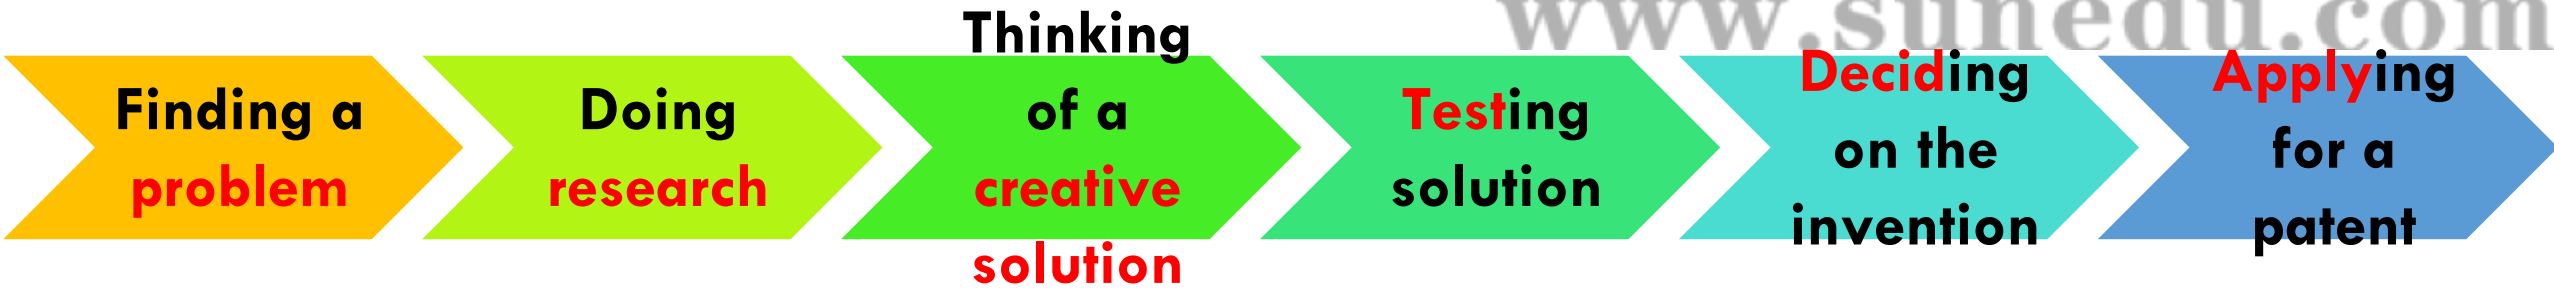 www.sunedu.com
Finding a
problem
Doing
research
Thinking
of a
creative
solution
Testing
solution
Deciding
on the
invention
Applying
for a
patent